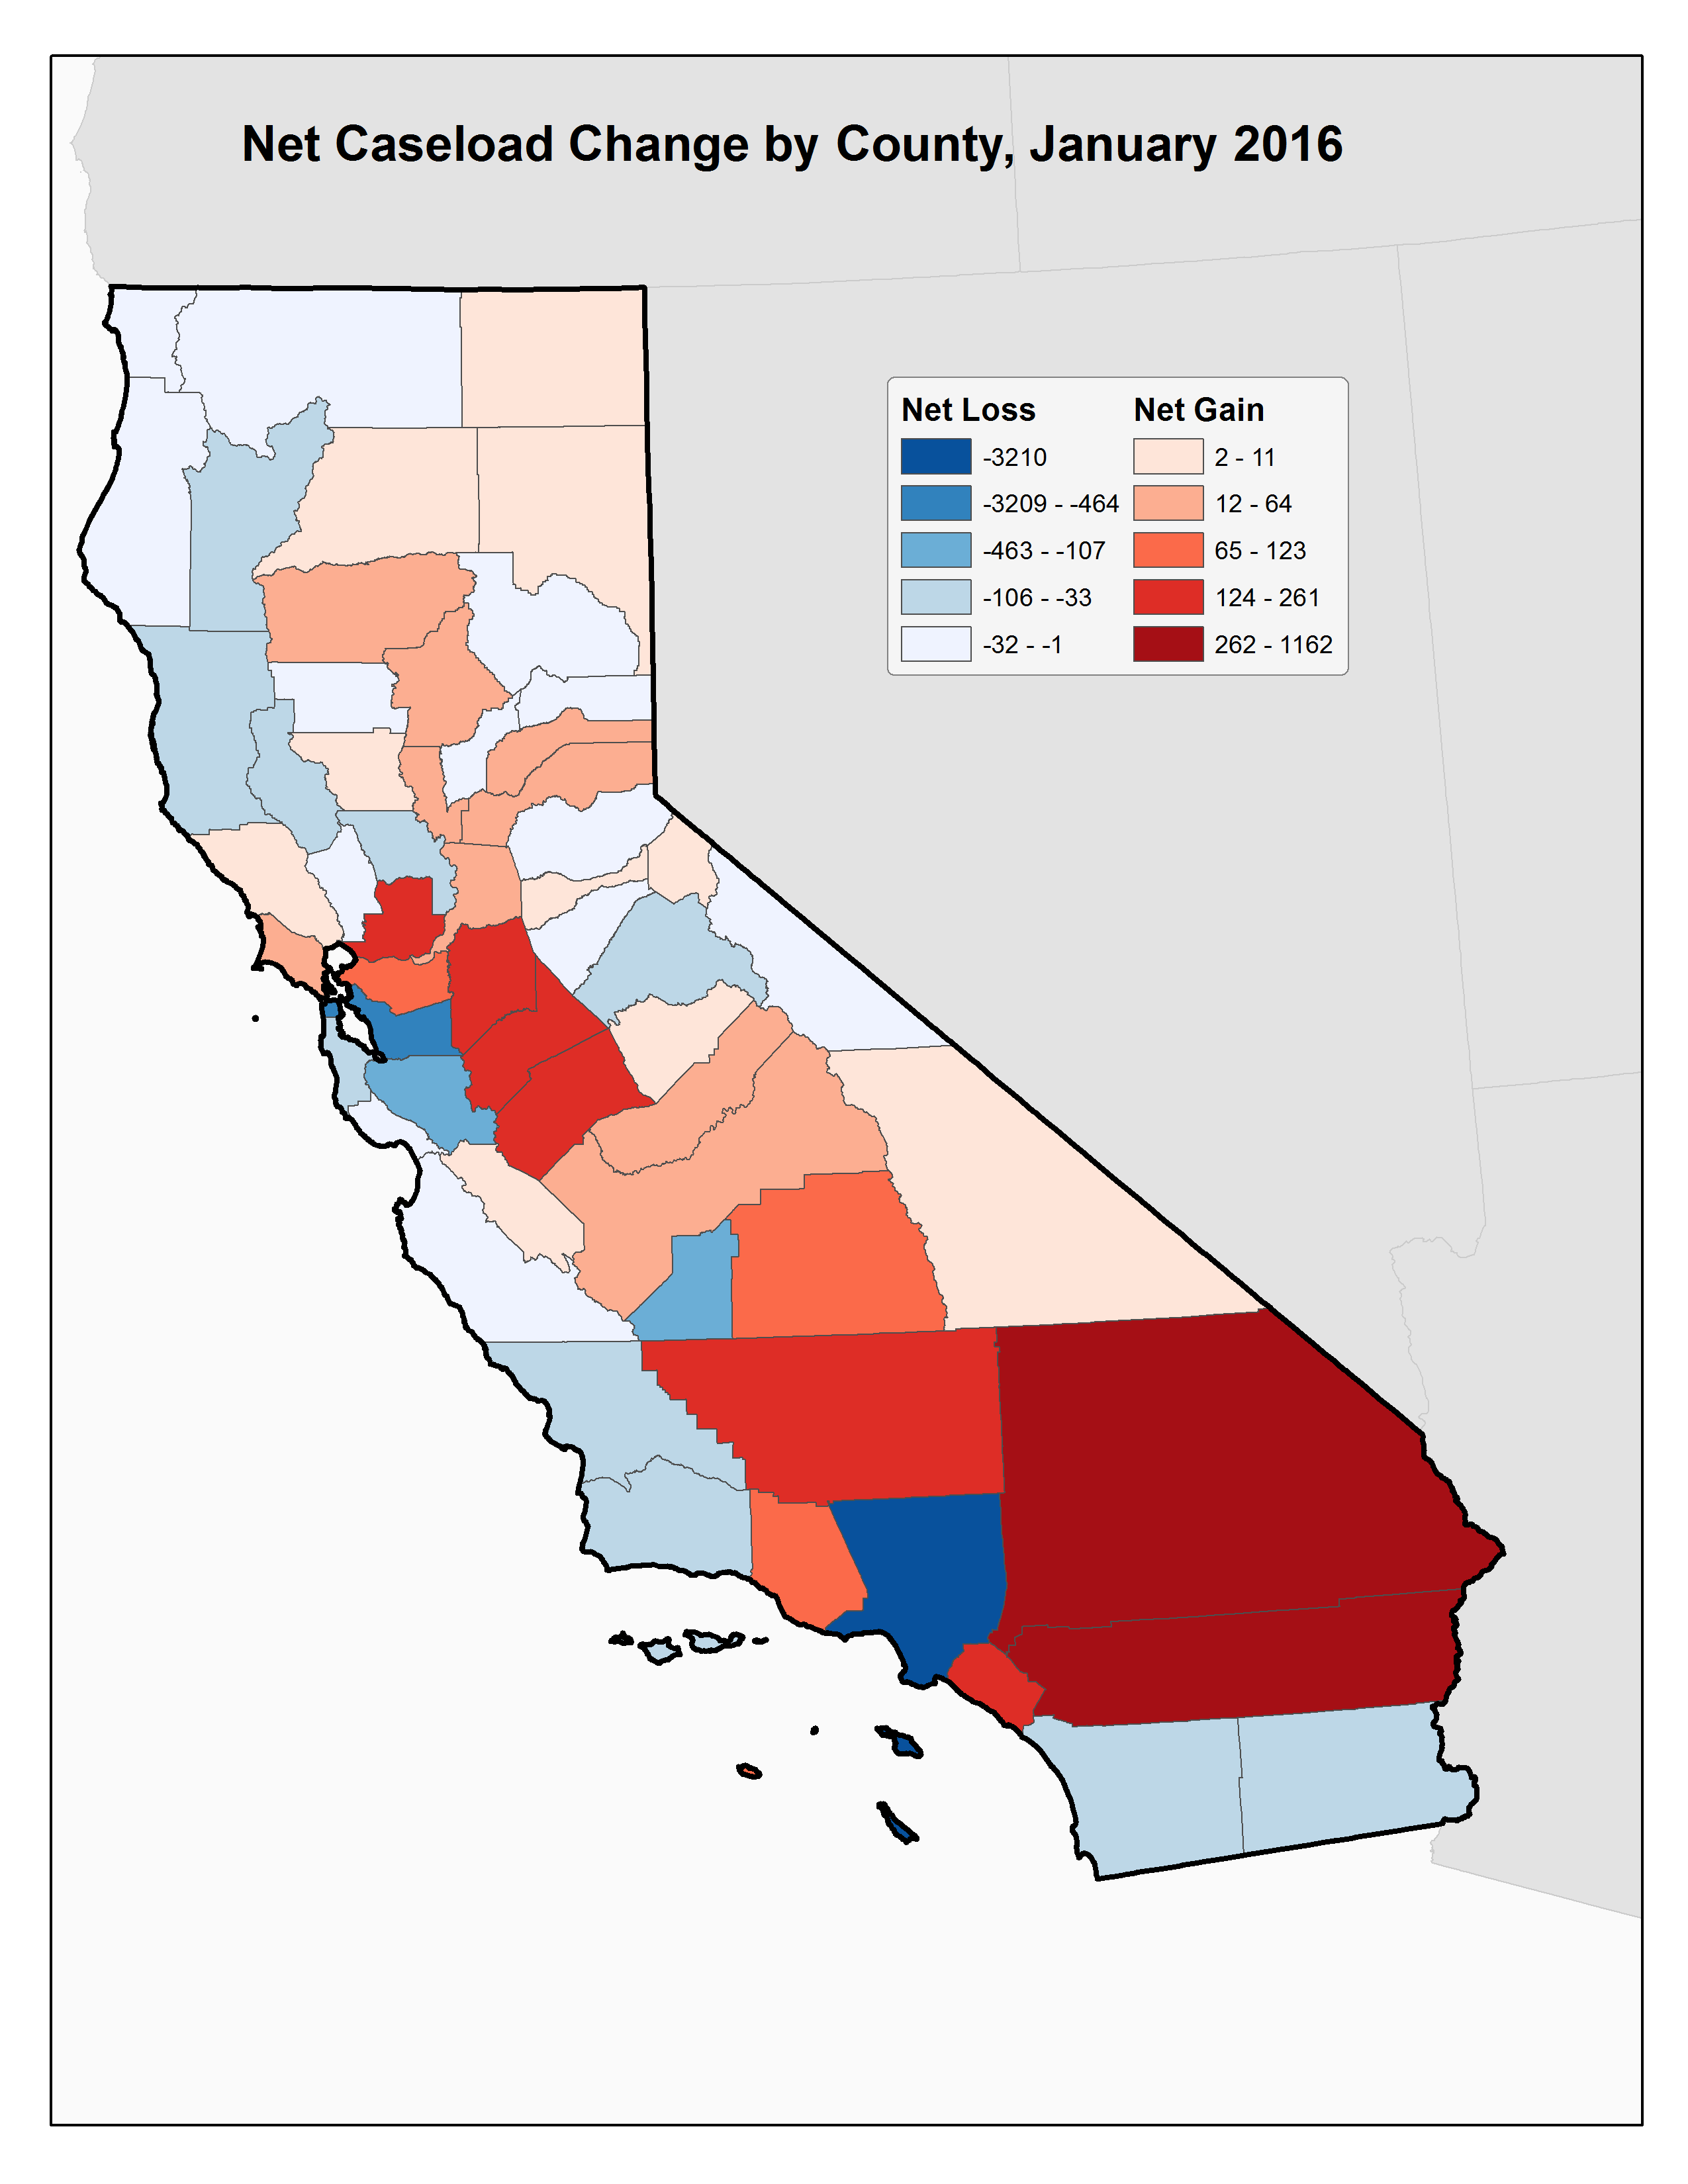 Net Caseload Change by County, January 2016
Net Loss
-3210
-3209 - -464
-463 - -107
-106 - -33
-32 - -1
Net Gain
2 - 11
12 - 64
65 - 123
124 - 261
262 - 1162